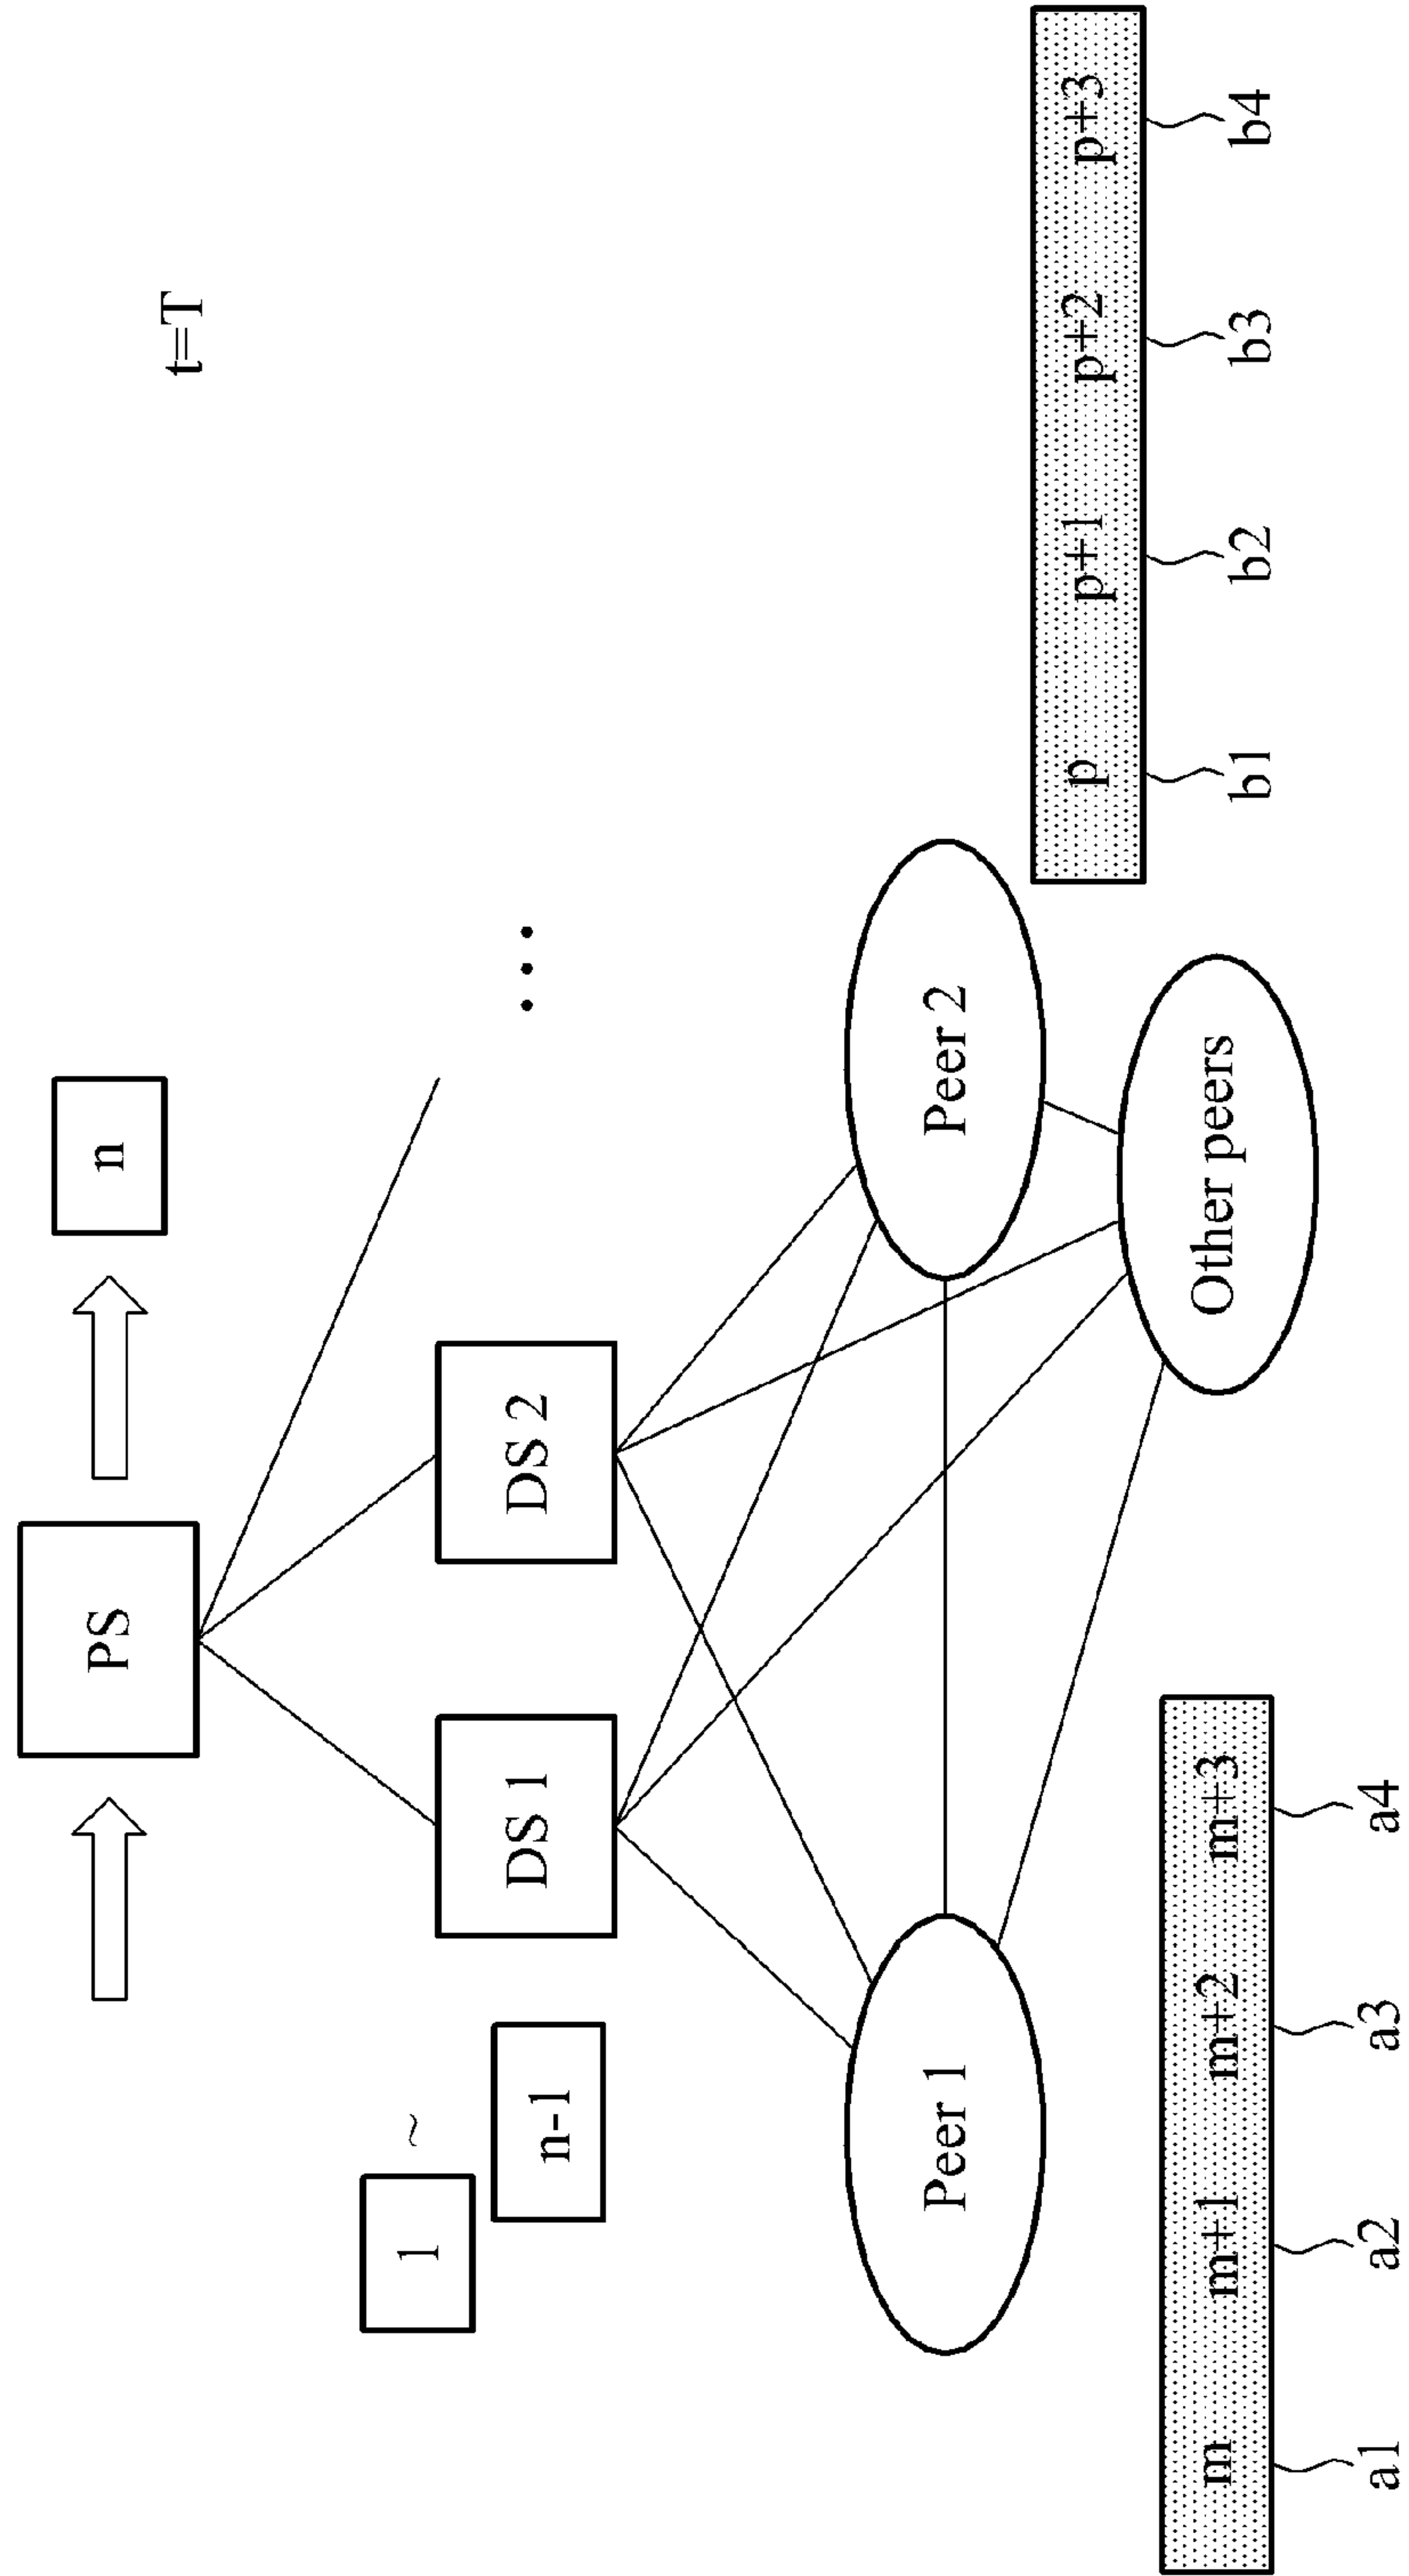 t=T
PS
n
1
~
n-1
DS 1
DS 2
...
Peer 1
Peer 2
Other peers
p
p+1
p+2
p+3
b1
b2
b3
b4
m
m+1
m+2
m+3
a1
a2
a3
a4